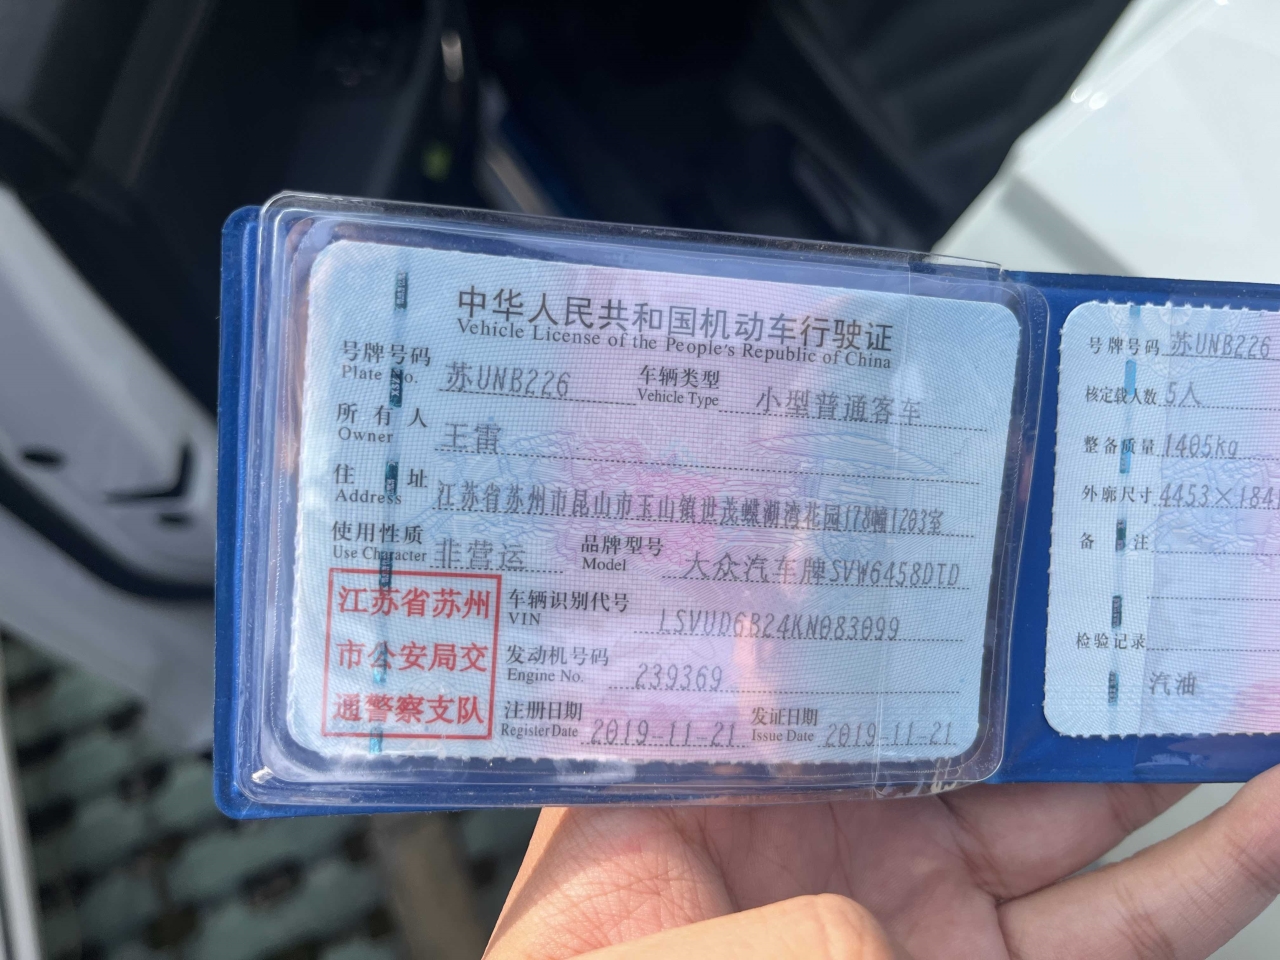 中华人民共和国机动车行驶证
Vehicle License of the People's Republic of China
号牌号码 苏UNB226 车辆类型 小型普通客车
Plate No. Vehicle Type
所有人 王雷
Owner
住址 江苏省苏州市昆山市玉山镇世茂蝶湖湾花园178幢1203室
Address
使用性质 非营运 品牌型号 大众汽车牌SVW6458DTD
Use Character Model
江苏省苏州
市公安局交
通警察支队
车辆识别代号 LSVUD6B24KN083099
VIN
发动机号码 239369
Engine No.
注册日期 2019-11-21 发证日期 2019-11-21
Register Date Issue Date
号牌号码 苏UNB226
核定载人数 5人
整备质量 1405kg
外廓尺寸 4453×184
备注
检验记录
汽油